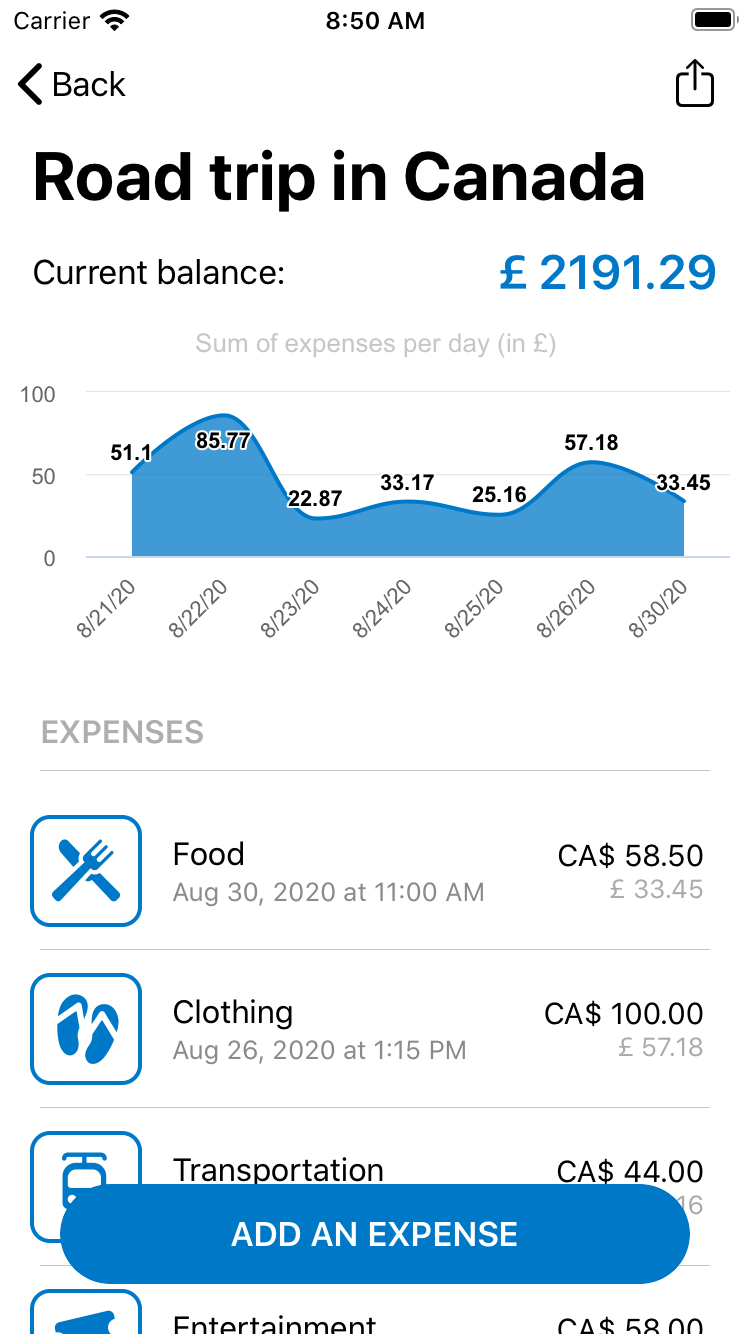 Carrier 8:50 AM
Back
Road trip in Canada
Current balance: £ 2191.29
Sum of expenses per day (in £)
100
50
0
51.1 85.77 22.87 33.17 25.16 57.18 33.45
8/21/20 8/22/20 8/23/20 8/24/20 8/25/20 8/26/20 8/30/20
EXPENSES
Food CA$ 58.50
Aug 30, 2020 at 11:00 AM £ 33.45
Clothing CA$ 100.00
Aug 26, 2020 at 1:15 PM £ 57.18
Transportation CA$ 44.00
16
ADD AN EXPENSE
Entertainment CA$ 58.00